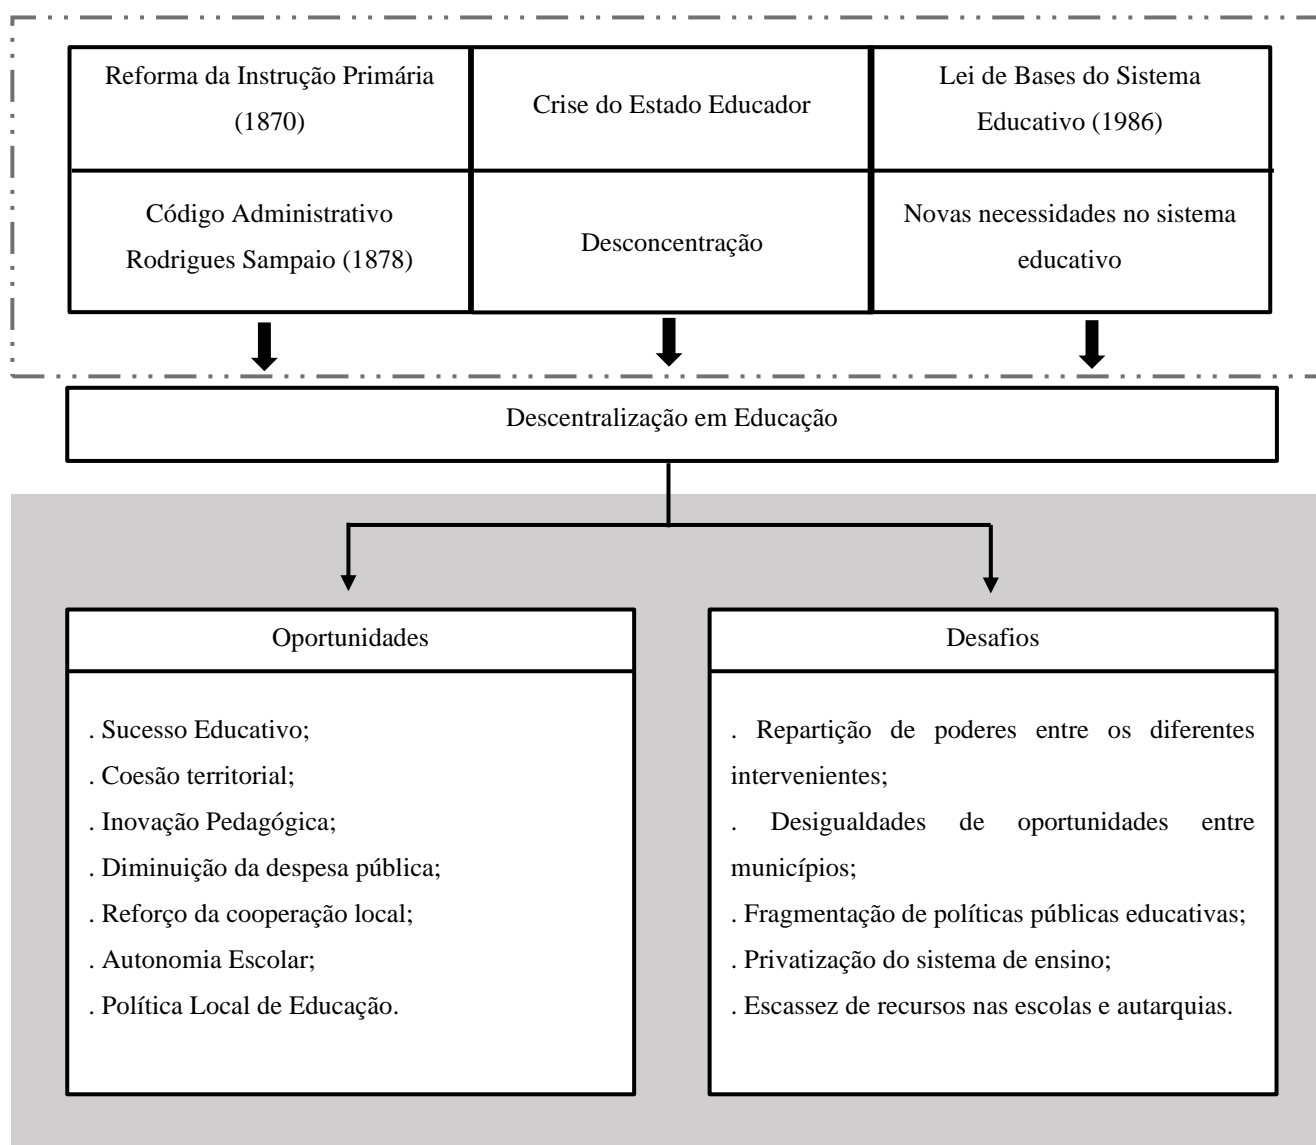 Reforma da Instrução Primária
(1870)
Crise do Estado Educador
Lei de Bases do Sistema
Educativo (1986)
Código Administrativo
Rodrigues Sampaio (1878)
Desconcentração
Novas necessidades no sistema
educativo
Descentralização em Educação
Oportunidades
. Sucesso Educativo;
. Coesão territorial;
. Inovação Pedagógica;
. Diminuição da despesa pública;
. Reforço da cooperação local;
. Autonomia Escolar;
. Política Local de Educação.
Desafios
. Repartição de poderes entre os diferentes
intervenientes;
. Desigualdades de oportunidades entre
municípios;
. Fragmentação de políticas públicas educativas;
. Privatização do sistema de ensino;
. Escassez de recursos nas escolas e autarquias.